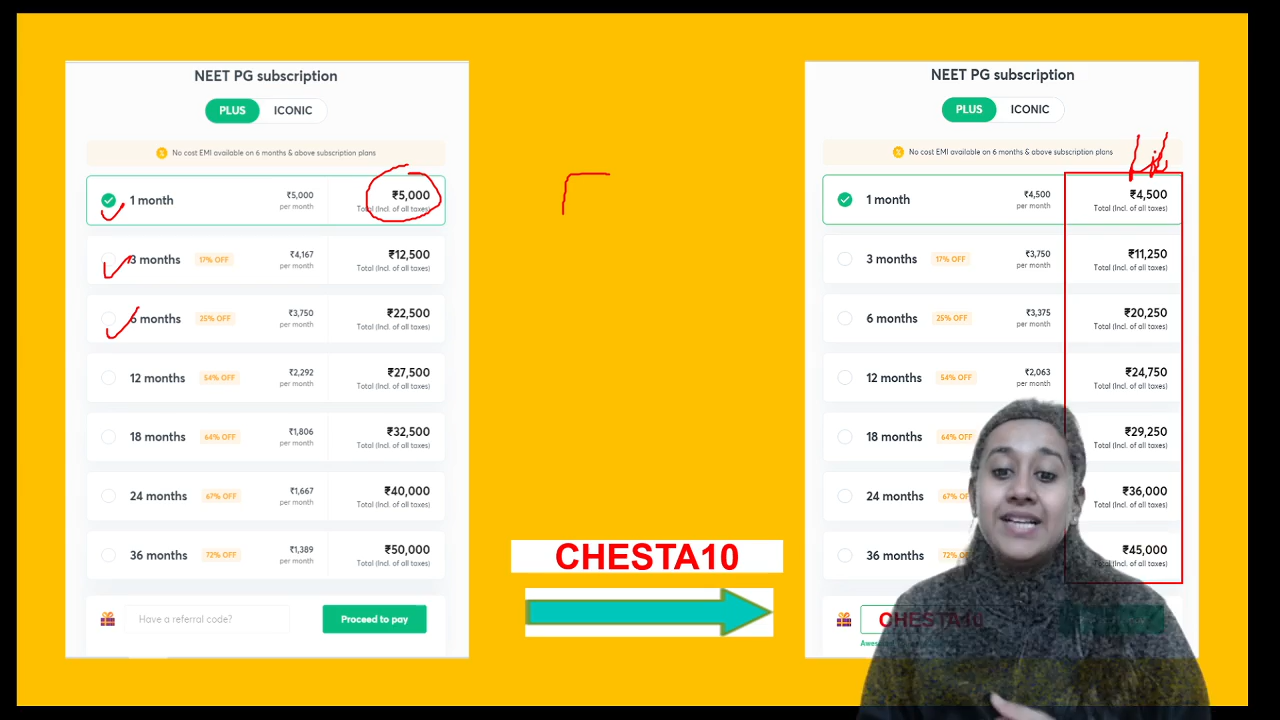 NEET PG subscription
PLUS ICONIC
No cost EMI available on 6 months & above subscription plans
1 month ₹5,000 per month ₹5,000 Total (Incl. of all taxes)
3 months 17% OFF ₹4,167 per month ₹12,500 Total (Incl. of all taxes)
6 months 25% OFF ₹3,750 per month ₹22,500 Total (Incl. of all taxes)
12 months 54% OFF ₹2,292 per month ₹27,500 Total (Incl. of all taxes)
18 months 64% OFF ₹1,806 per month ₹32,500 Total (Incl. of all taxes)
24 months 67% OFF ₹1,667 per month ₹40,000 Total (Incl. of all taxes)
36 months 72% OFF ₹1,389 per month ₹50,000 Total (Incl. of all taxes)
Have a referral code? Proceed to pay
CHESTA10
NEET PG subscription
PLUS ICONIC
No cost EMI available on 6 months & above subscription plans
1 month ₹4,500 per month ₹4,500 Total (Incl. of all taxes)
3 months 17% OFF ₹3,750 per month ₹11,250 Total (Incl. of all taxes)
6 months 25% OFF ₹3,375 per month ₹20,250 Total (Incl. of all taxes)
12 months 54% OFF ₹2,063 per month ₹24,750 Total (Incl. of all taxes)
18 months 64% OFF ₹29,250 Total (Incl. of all taxes)
24 months 67% OFF ₹36,000 Total (Incl. of all taxes)
36 months 72% OFF ₹45,000 Total (Incl. of all taxes)
CHESTA10